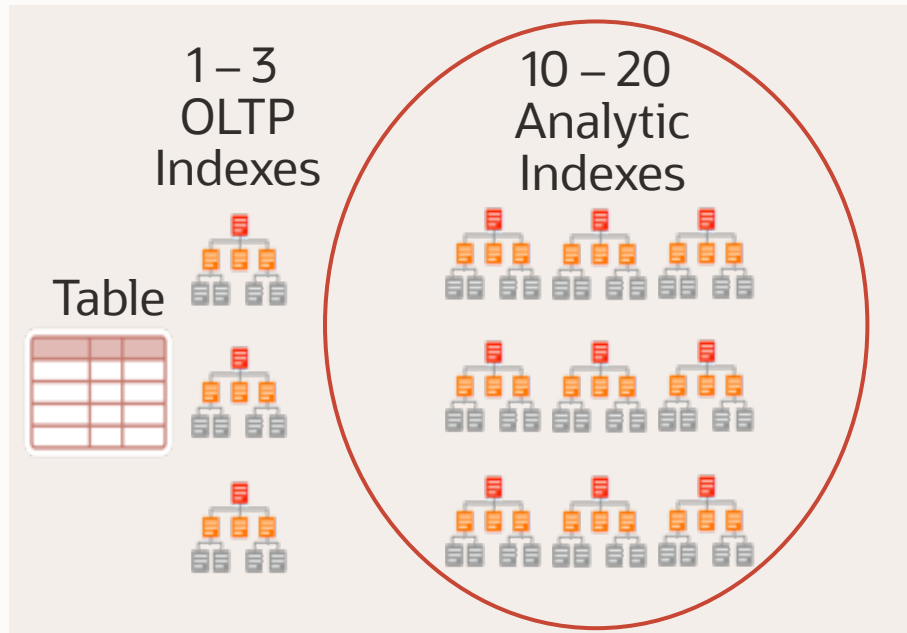 1 – 3
OLTP
Indexes
10 – 20
Analytic
Indexes
Table